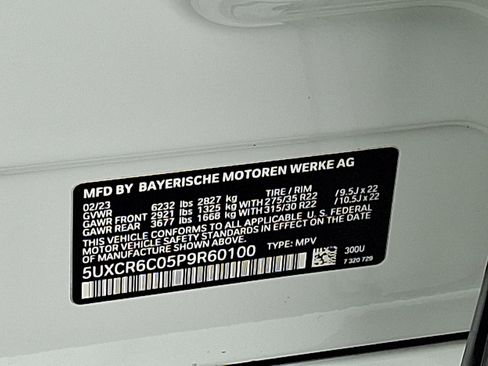 MFD BY BAYERISCHE MOTOREN WERKE AG
02/23 6232 lbs 2827 kg TIRE / RIM
GVWR
GAWR FRONT 2921 lbs 1325 kg WITH 275/35 R22 /9.5J x 22
GAWR REAR 3677 lbs 1668 kg WITH 315/30 R22 /10.5J x 22
THIS VEHICLE CONFORMS TO ALL APPLICABLE U.S. FEDERAL
MOTOR VEHICLE SAFETY STANDARDS IN EFFECT ON THE DATE
OF MANUFACTURE SHOWN ABOVE.
5UXCR6C05P9R60100 TYPE: MPV
300U
7 320 729